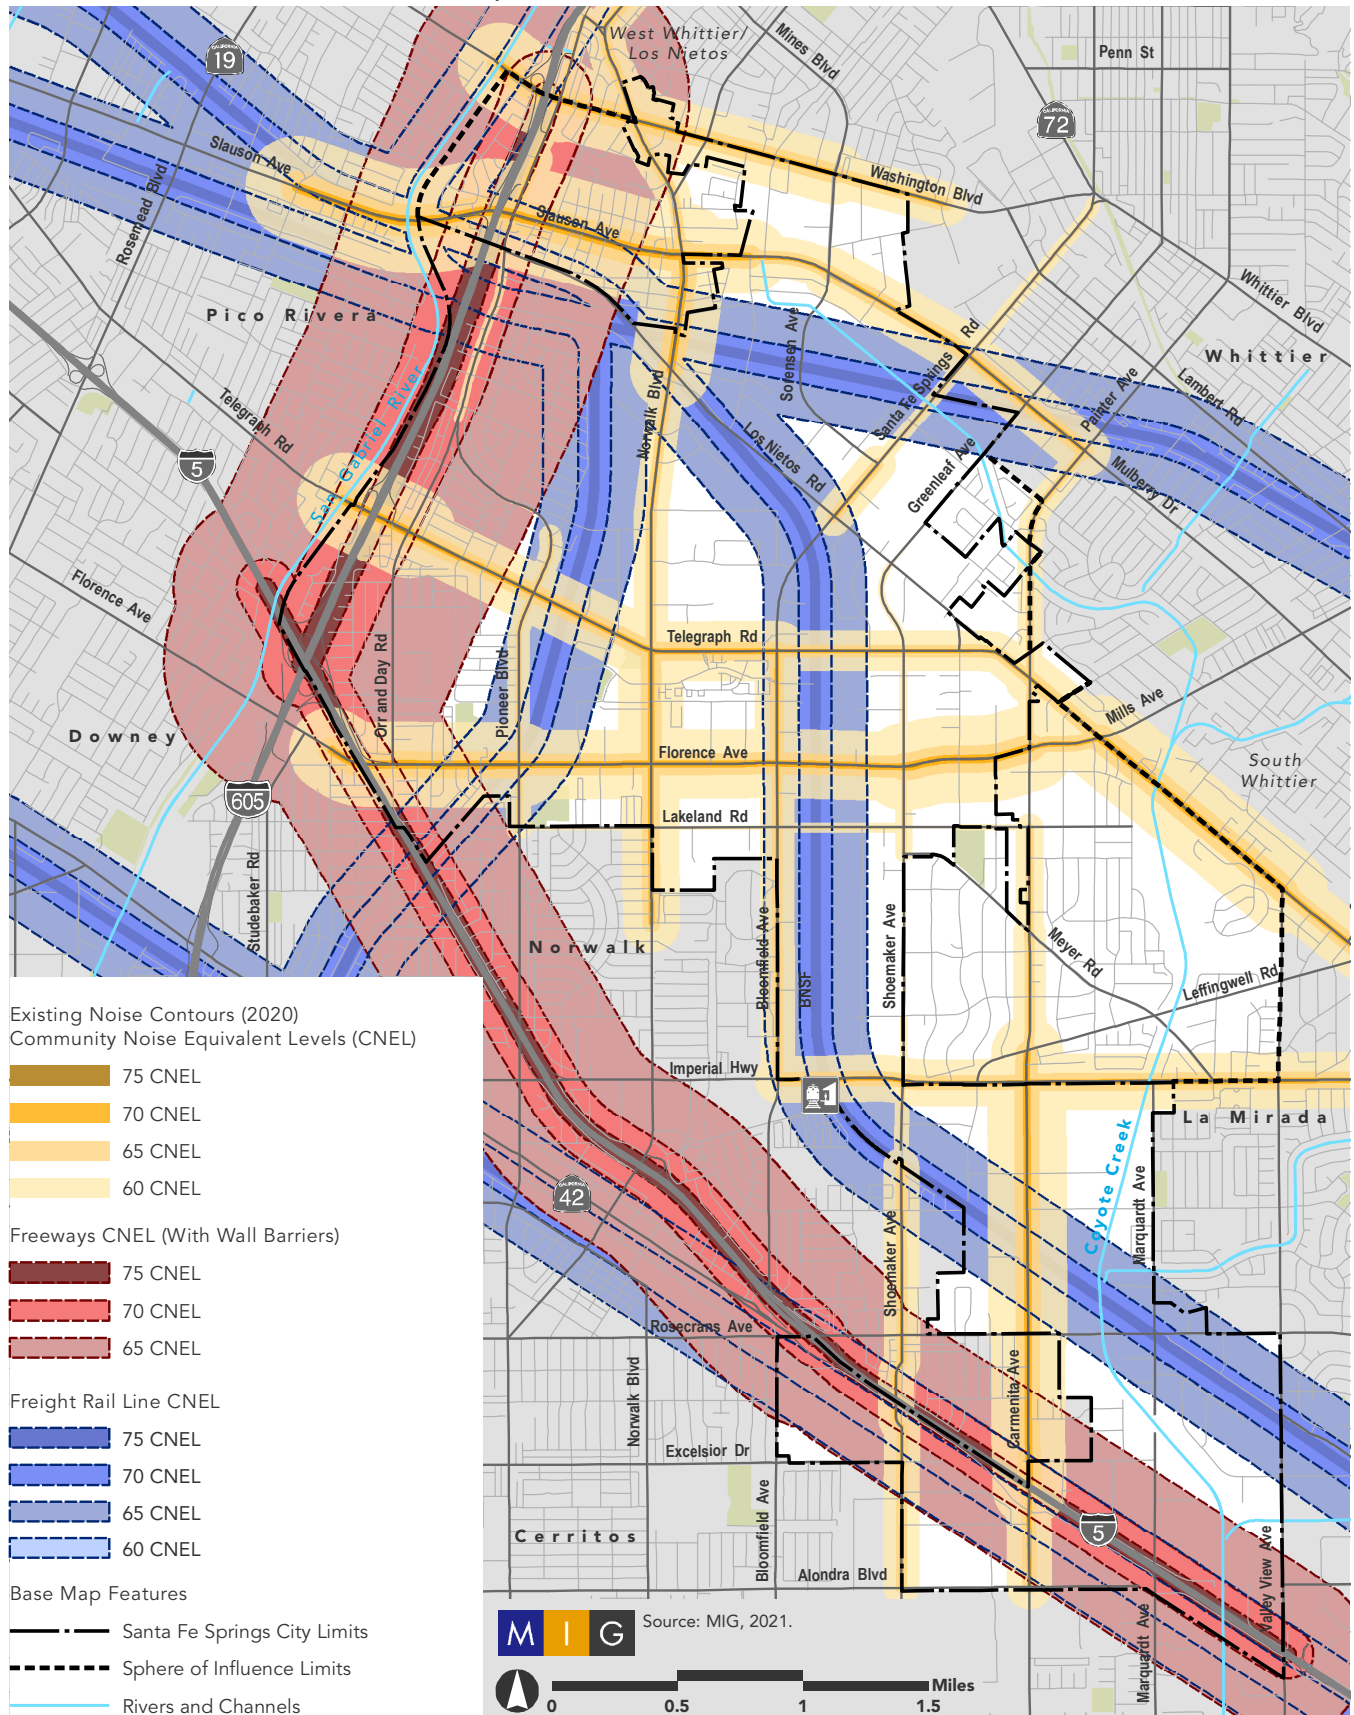 West Whittier/
Los Nietos
Mines Blvd
Penn St
CALIFORNIA
19
CALIFORNIA
72
Slauson Ave
Rosemead Blvd
Washington Blvd
Slauson Ave
Whittier Blvd
Pico Rivera
Whittier
Sorensen Ave
Santa Fe Springs Rd
Lambert Rd
Painter Ave
San Gabriel River
Telegraph Rd
Norwalk Blvd
Los Nietos Rd
Greenleaf Ave
Mulberry Dr
5
Florence Ave
Telegraph Rd
Orr and Day Rd
Pioneer Blvd
Mills Ave
Downey
Florence Ave
South
Whittier
605
Lakeland Rd
Studebaker Rd
Norwalk
Bloomfield Ave
BNSF
Shoemaker Ave
Meyer Rd
Leffingwell Rd
Imperial Hwy
La Mirada
Coyote Creek
Marquardt Ave
CALIFORNIA
42
Shoemaker Ave
Rosecrans Ave
Norwalk Blvd
Carmenita Ave
Excelsior Dr
Bloomfield Ave
Cerritos
5
Valley View Ave
Alondra Blvd
Marquardt Ave
Existing Noise Contours (2020)
Community Noise Equivalent Levels (CNEL)
75 CNEL
70 CNEL
65 CNEL
60 CNEL
Freeways CNEL (With Wall Barriers)
75 CNEL
70 CNEL
65 CNEL
Freight Rail Line CNEL
75 CNEL
70 CNEL
65 CNEL
60 CNEL
Base Map Features
Santa Fe Springs City Limits
Sphere of Influence Limits
Rivers and Channels
M I G
Source: MIG, 2021.
Miles
0 0.5 1 1.5